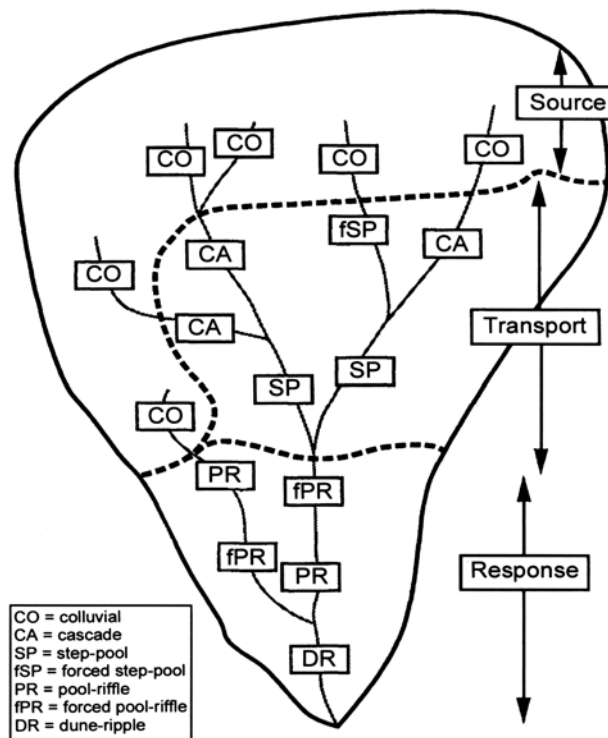 Source
CO
CO
CO
CO
fSP
CA
CA
CO
CA
Transport
SP
SP
CO
PR
fPR
fPR
PR
Response
DR
CO = colluvial
CA = cascade
SP = step-pool
fSP = forced step-pool
PR = pool-riffle
fPR = forced pool-riffle
DR = dune-ripple